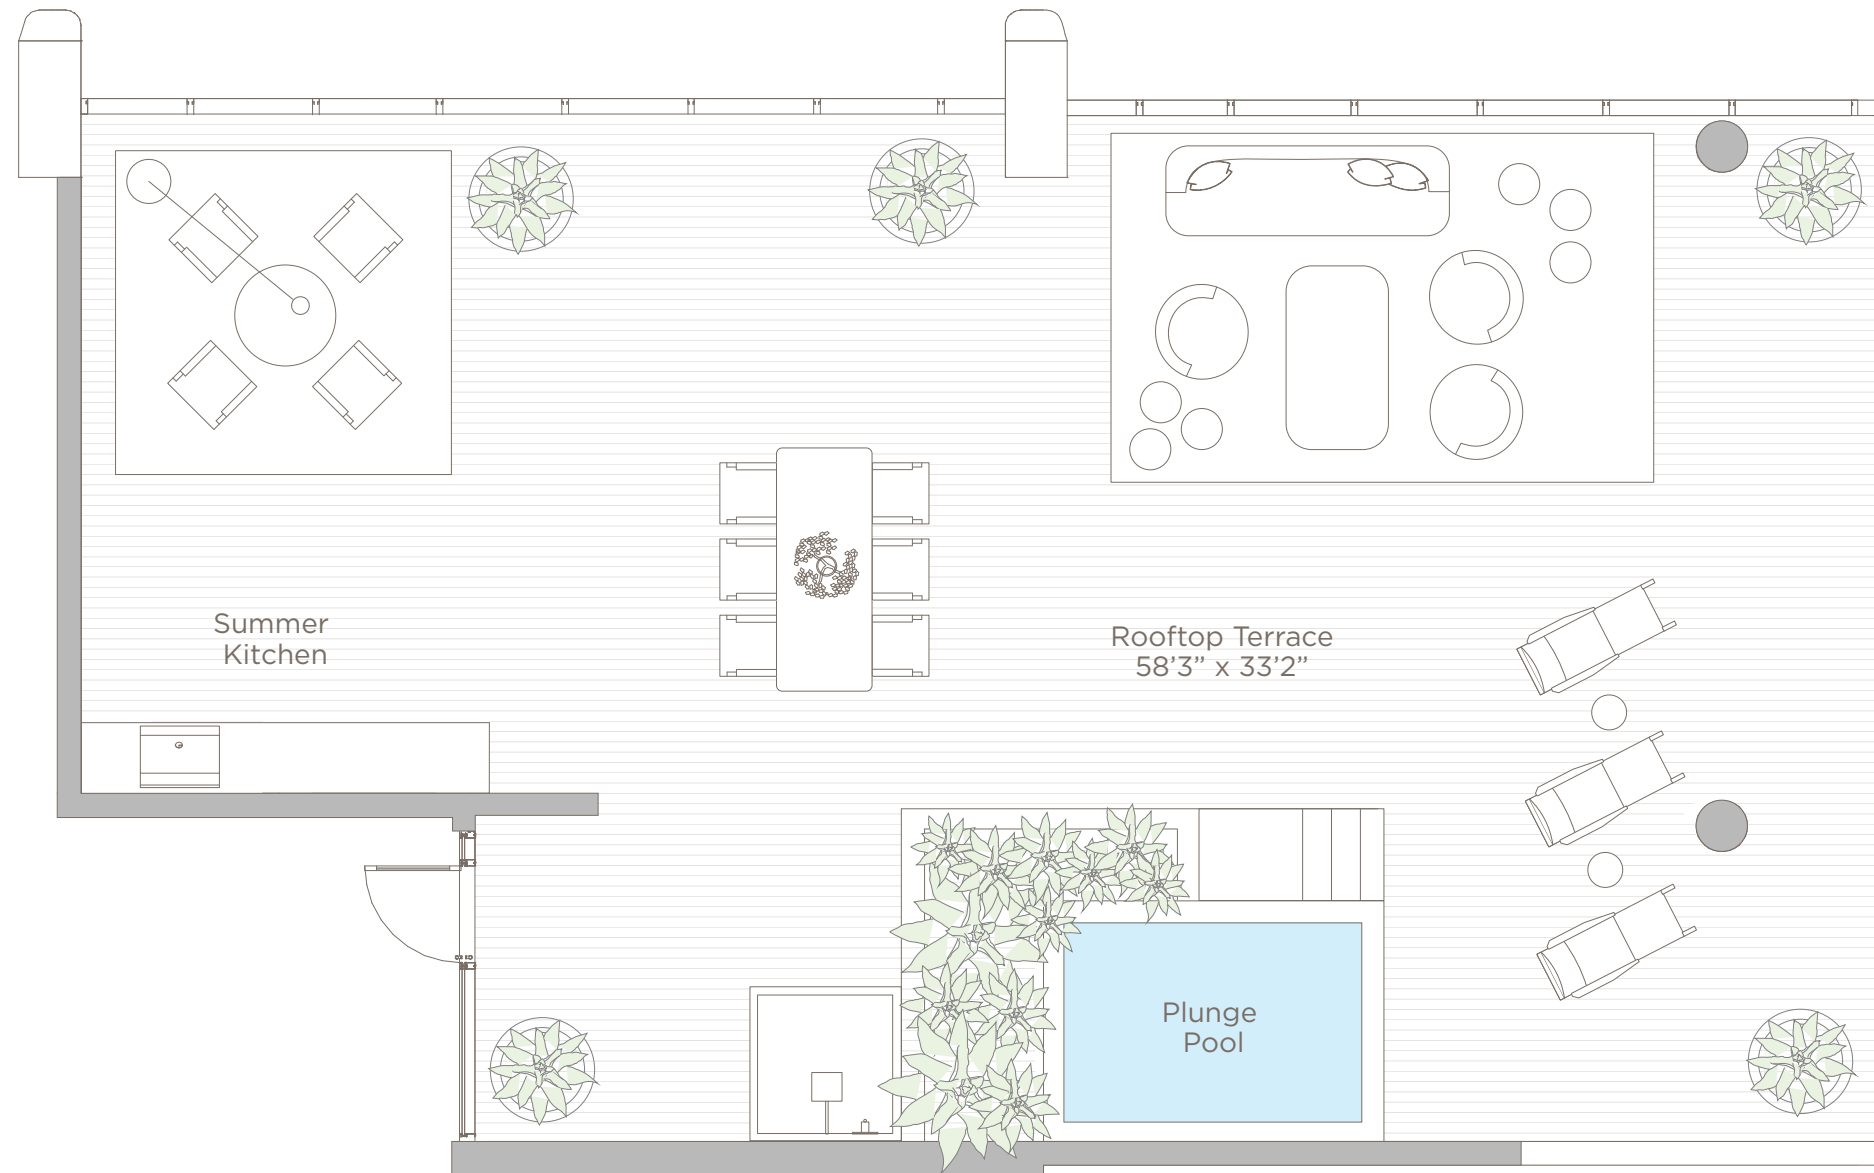 Summer
Kitchen
Rooftop Terrace
58’3” x 33’2”
Plunge
Pool